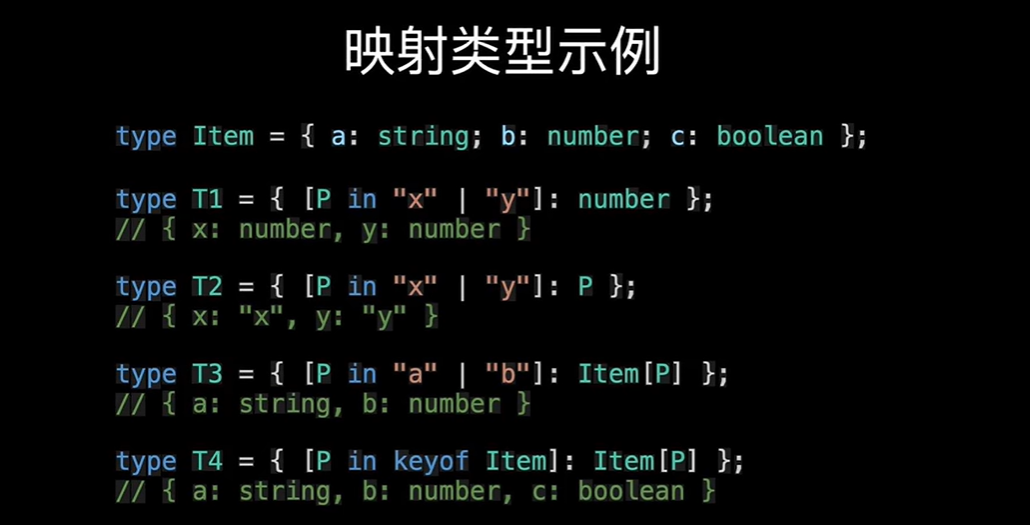 映射类型示例
type Item = { a: string; b: number; c: boolean };
type T1 = { [P in "x" | "y"]: number };
// { x: number, y: number }
type T2 = { [P in "x" | "y"]: P };
// { x: "x", y: "y" }
type T3 = { [P in "a" | "b"]: Item[P] };
// { a: string, b: number }
type T4 = { [P in keyof Item]: Item[P] };
// { a: string, b: number, c: boolean }